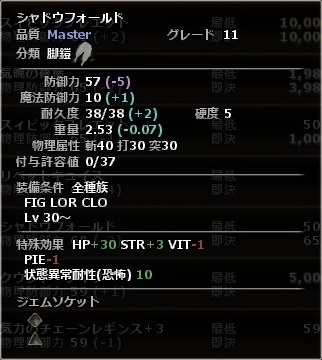 シャドウフォールド
品質 Master グレード 11
分類 脚鎧
防御力 57 (-5)
魔法防御力 10 (+1)
耐久度 38/38 (+2) 硬度 5
重量 2.53 (-0.07)
物理属性 斬40 打30 突30
付与許容値 0/37
装備条件 全種族
FIG LOR CLO
Lv 30～
特殊効果 HP+30 STR+3 VIT-1
PIE-1
状態異常耐性(恐怖) 10
ジェムソケット